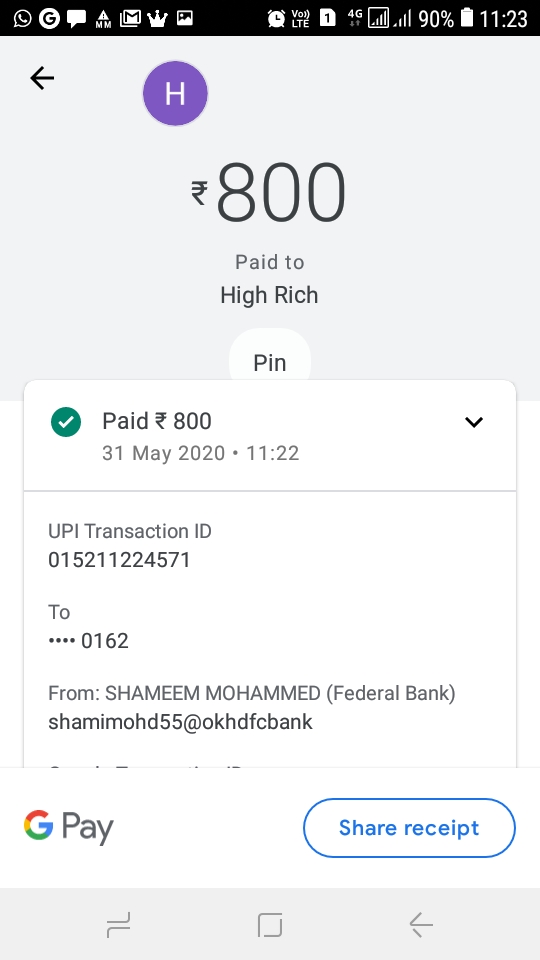 MM
Vo)) LTE 1 4G 90% 11:23
H
₹800
Paid to
High Rich
Pin
Paid ₹ 800
31 May 2020 • 11:22
UPI Transaction ID
015211224571
To
•••• 0162
From: SHAMEEM MOHAMMED (Federal Bank)
shamimohd55@okhdfcbank
G Pay
Share receipt